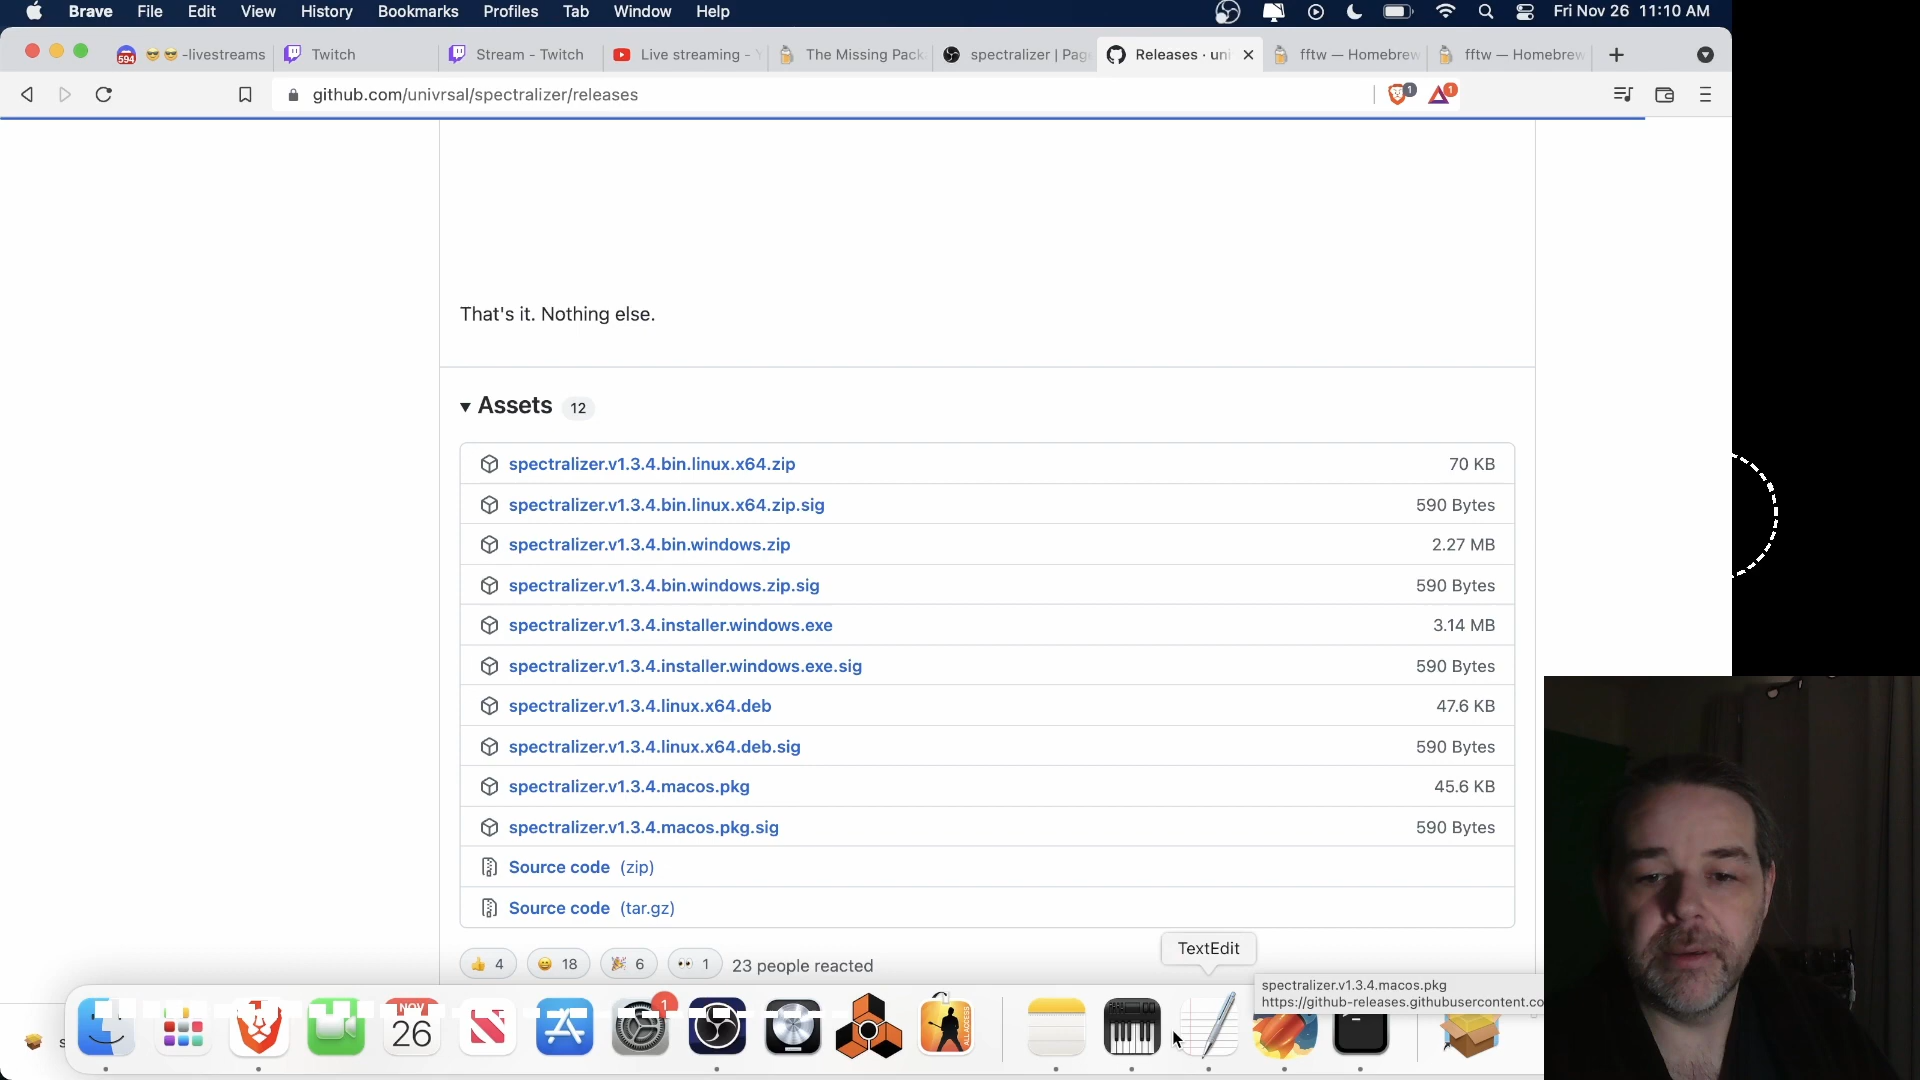 Brave File Edit View History Bookmarks Profiles Tab Window Help Fri Nov 26 11:10 AM
594 -livestreams Twitch Stream - Twitch Live streaming - The Missing Pack spectralizer | Page Releases · uni fftw — Homebrew fftw — Homebrew
github.com/univrsal/spectralizer/releases 1 1
That's it. Nothing else.
Assets 12
spectralizer.v1.3.4.bin.linux.x64.zip 70 KB
spectralizer.v1.3.4.bin.linux.x64.zip.sig 590 Bytes
spectralizer.v1.3.4.bin.windows.zip 2.27 MB
spectralizer.v1.3.4.bin.windows.zip.sig 590 Bytes
spectralizer.v1.3.4.installer.windows.exe 3.14 MB
spectralizer.v1.3.4.installer.windows.exe.sig 590 Bytes
spectralizer.v1.3.4.linux.x64.deb 47.6 KB
spectralizer.v1.3.4.linux.x64.deb.sig 590 Bytes
spectralizer.v1.3.4.macos.pkg 45.6 KB
spectralizer.v1.3.4.macos.pkg.sig 590 Bytes
Source code (zip)
Source code (tar.gz)
4 18 6 1 23 people reacted
TextEdit
spectralizer.v1.3.4.macos.pkg
https://github-releases.githubusercontent.co
NOV
26
1
ALL ACCESS